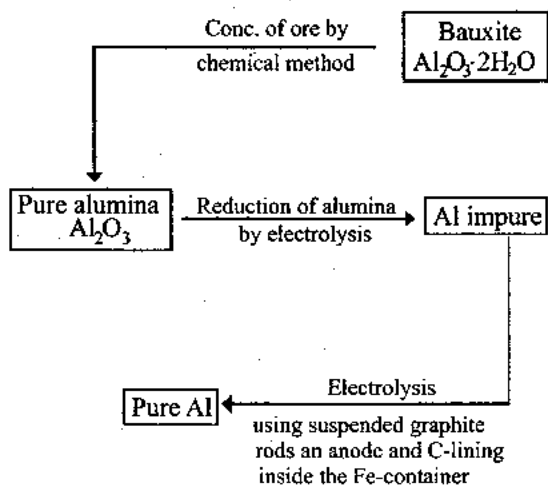 Conc. of ore by
chemical method
Bauxite
Al₂O₃·2H₂O
Pure alumina
Al₂O₃
Reduction of alumina
by electrolysis
Al impure
Pure Al
Electrolysis
using suspended graphite
rods an anode and C-lining
inside the Fe-container